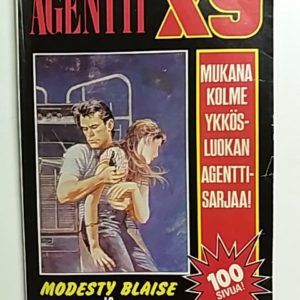 AGENTTI X9
MUKANA
KOLME
YKKÖS-
LUOKAN
AGENTTI-
SARJAA!
100
SIVUA!
MODESTY BLAISE